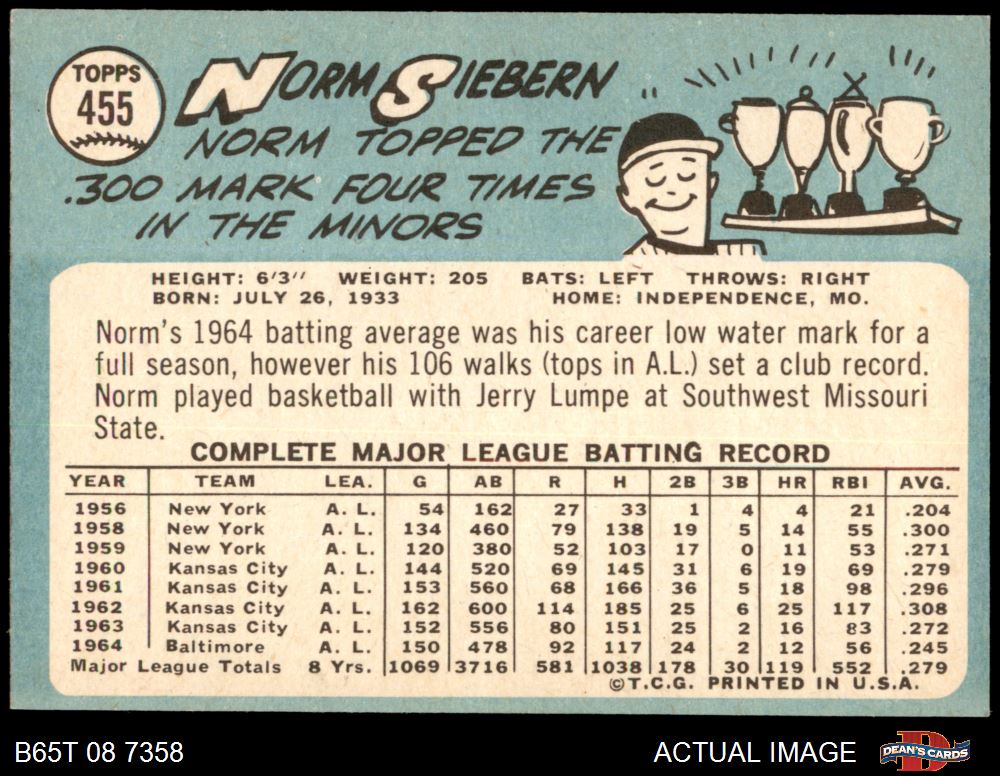 TOPPS
455
NORM SIEBERN
NORM TOPPED THE
.300 MARK FOUR TIMES
IN THE MINORS
HEIGHT: 6'3" WEIGHT: 205 BATS: LEFT THROWS: RIGHT
BORN: JULY 26, 1933 HOME: INDEPENDENCE, MO.
Norm's 1964 batting average was his career low water mark for a
full season, however his 106 walks (tops in A.L.) set a club record.
Norm played basketball with Jerry Lumpe at Southwest Missouri
State.
COMPLETE MAJOR LEAGUE BATTING RECORD
YEAR TEAM LEA. G AB R H 2B 3B HR RBI AVG.
1956 New York A. L. 54 162 27 33 1 4 4 21 .204
1958 New York A. L. 134 460 79 138 19 5 14 55 .300
1959 New York A. L. 120 380 52 103 17 0 11 53 .271
1960 Kansas City A. L. 144 520 69 145 31 6 19 69 .279
1961 Kansas City A. L. 153 560 68 166 36 5 18 98 .296
1962 Kansas City A. L. 162 600 114 185 25 6 25 117 .308
1963 Kansas City A. L. 152 556 80 151 25 2 16 83 .272
1964 Baltimore A. L. 150 478 92 117 24 2 12 56 .245
Major League Totals 8 Yrs. 1069 3716 581 1038 178 30 119 552 .279
©T.C.G. PRINTED IN U.S.A.
B65T 08 7358 ACTUAL IMAGE DEAN'S CARDS